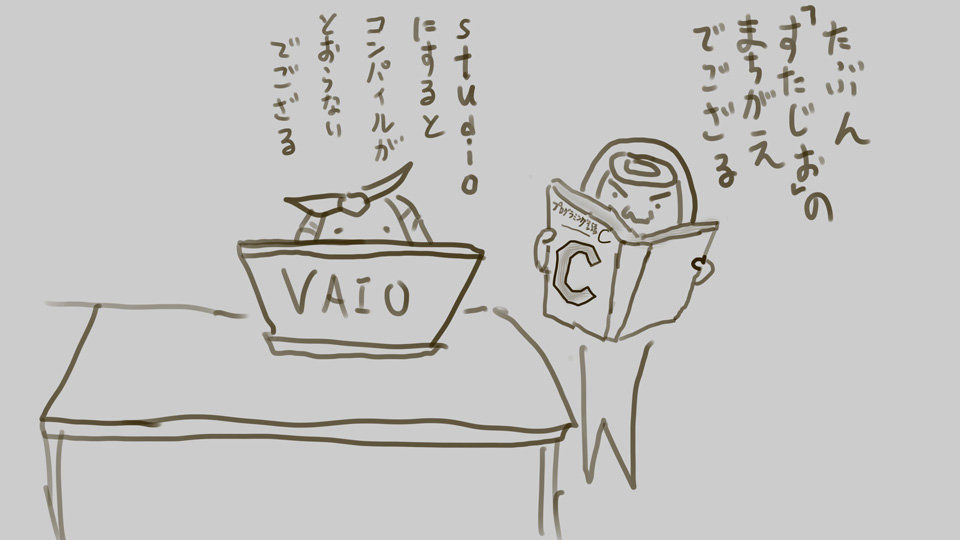 たぶん
「すたじお」の
まちがえ
でござる
studio
にすると
コンパイルが
とおらない
でござる
プログラミング言語C
C
VAIO